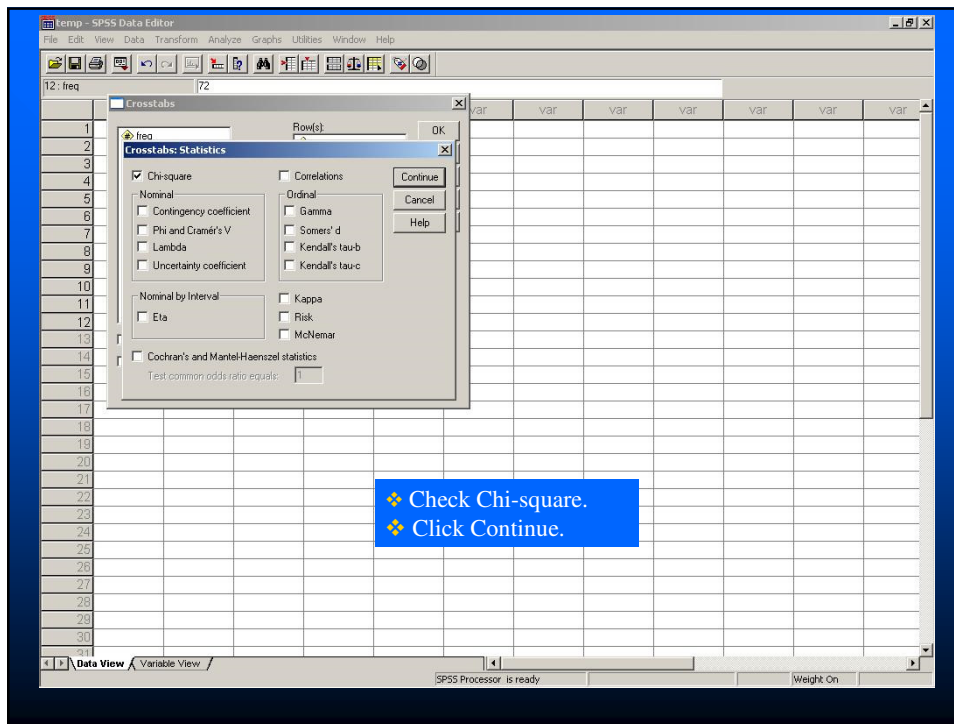 temp - SPSS Data Editor
File Edit View Data Transform Analyze Graphs Utilities Window Help
12 : freq 72
var var var var var var var
Crosstabs
freq
Row(s):
OK
Crosstabs: Statistics
Chi-square
Correlations
Continue
Cancel
Help
Nominal
Contingency coefficient
Phi and Cramér's V
Lambda
Uncertainty coefficient
Ordinal
Gamma
Somers' d
Kendall's tau-b
Kendall's tau-c
Nominal by Interval
Eta
Kappa
Risk
McNemar
Cochran's and Mantel-Haenszel statistics
Test common odds ratio equals: 1
1
2
3
4
5
6
7
8
9
10
11
12
13
14
15
16
17
18
19
20
21
22
23
24
25
26
27
28
29
30
31
❖ Check Chi-square.
❖ Click Continue.
Data View Variable View
SPSS Processor is ready
Weight On